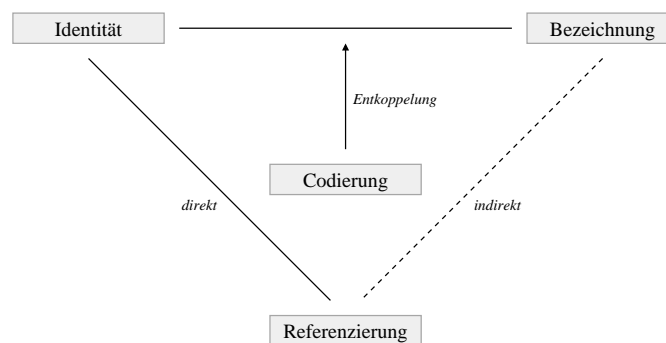 Identität
Bezeichnung
Entkoppelung
Codierung
direkt
indirekt
Referenzierung